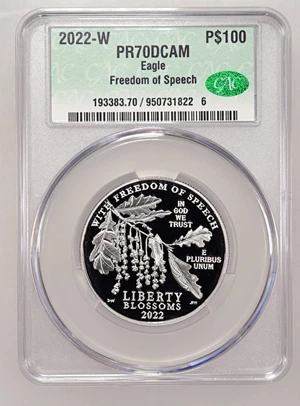 2022-W P$100
PR70DCAM
Eagle
Freedom of Speech
CAC
193383.70 / 950731822 6
WITH FREEDOM OF SPEECH
IN
GOD
WE
TRUST
E
PLURIBUS
UNUM
LIBERTY
BLOSSOMS
2022